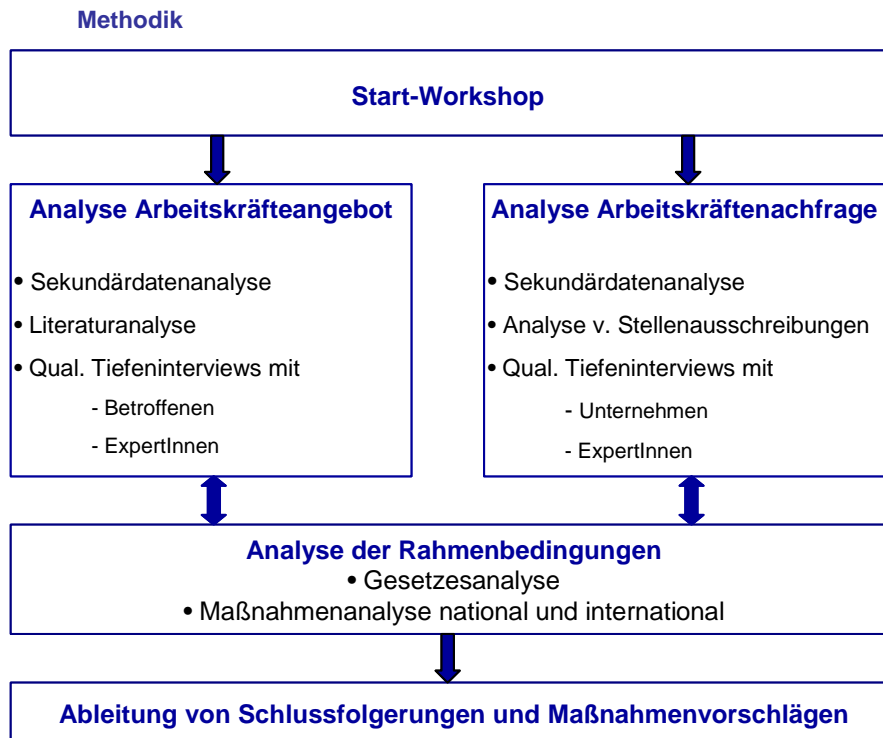 Methodik
Start-Workshop
Analyse Arbeitskräfteangebot
• Sekundärdatenanalyse
• Literaturanalyse
• Qual. Tiefeninterviews mit
- Betroffenen
- ExpertInnen
Analyse Arbeitskräftenachfrage
• Sekundärdatenanalyse
• Analyse v. Stellenausschreibungen
• Qual. Tiefeninterviews mit
- Unternehmen
- ExpertInnen
Analyse der Rahmenbedingungen
• Gesetzesanalyse
• Maßnahmenanalyse national und international
Ableitung von Schlussfolgerungen und Maßnahmenvorschlägen